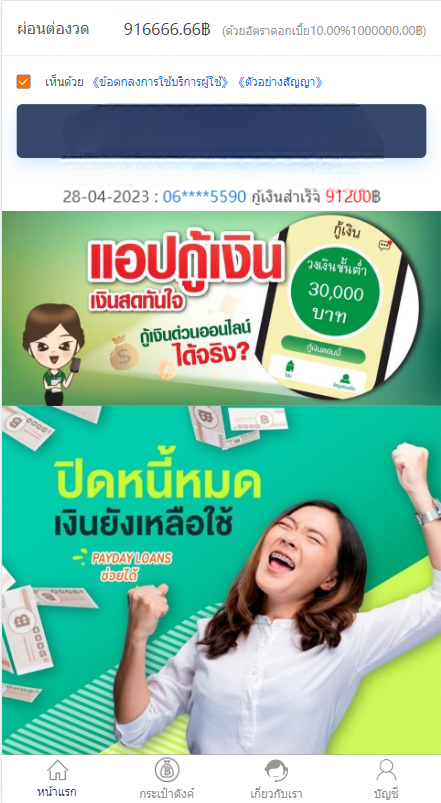 ผ่อนต่องวด 916666.66฿ (ด้วยอัตราดอกเบี้ย10.00%1000000.00฿)
เห็นด้วย 《ข้อตกลงการใช้บริการผู้ใช้》 《ตัวอย่างสัญญา》
28-04-2023 : 06****5590 กู้เงินสำเร็จ 91200฿
แอปกู้เงิน
เงินสดทันใจ
กู้เงินด่วนออนไลน์
ได้จริง?
กู้เงิน
วงเงินขั้นต่ำ
30,000
บาท
กู้เงินตอนนี้
ปิดหนี้หมด
เงินยังเหลือใช้
PAYDAY LOANS
ช่วยได้
หน้าแรก กระเป๋าตังค์ เกี่ยวกับเรา บัญชี